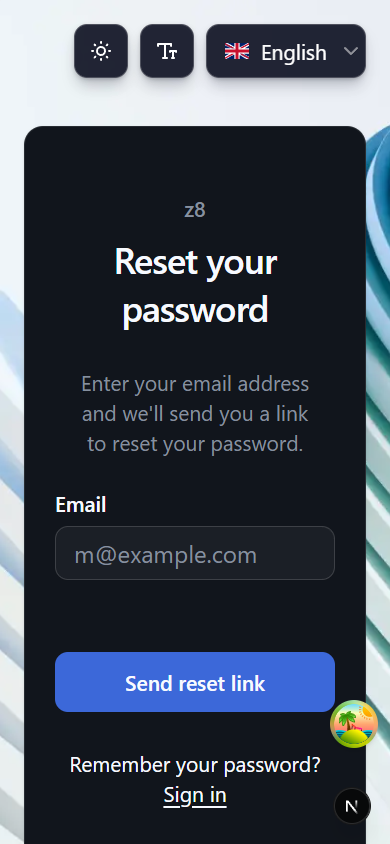 English
z8
Reset your
password
Enter your email address
and we'll send you a link
to reset your password.
Email
m@example.com
Send reset link
Remember your password?
Sign in
N